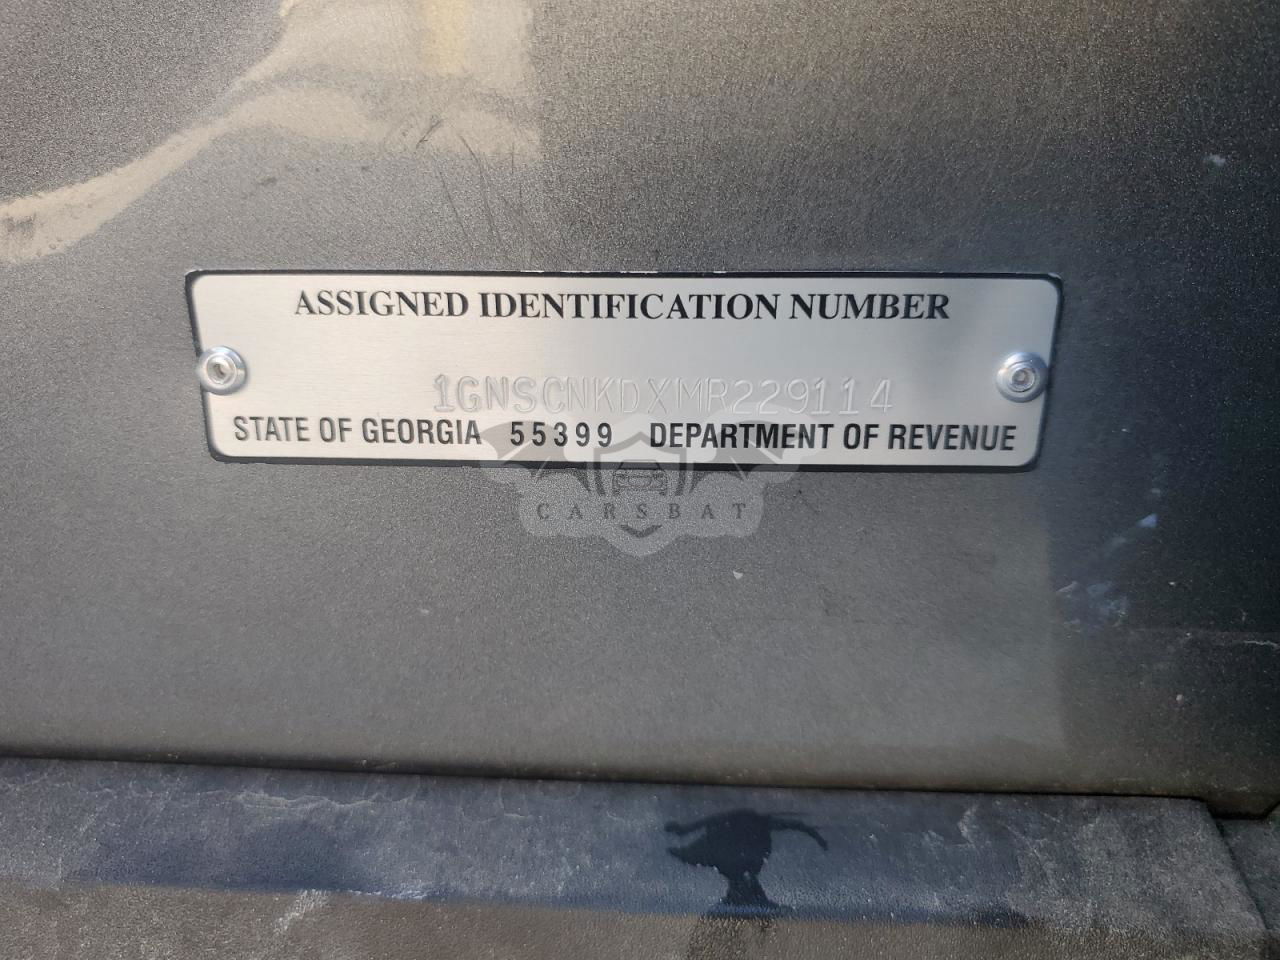 ASSIGNED IDENTIFICATION NUMBER
1GNSCNKDXMR229114
STATE OF GEORGIA 55399 DEPARTMENT OF REVENUE
CARSBAT